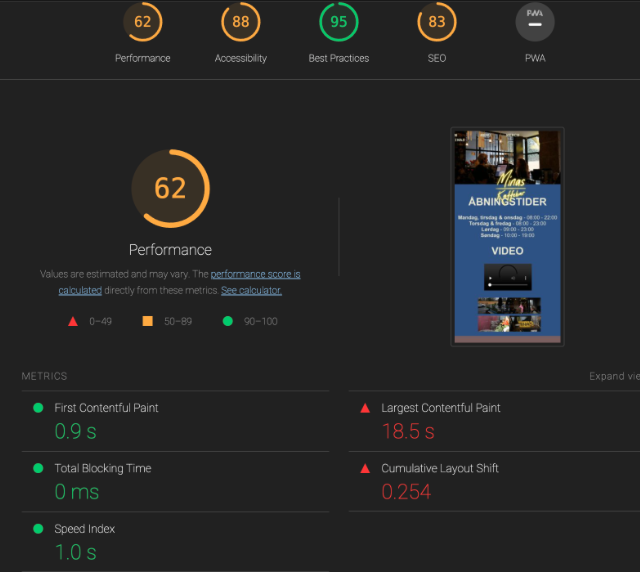 62 88 95 83 PWA
Performance Accessibility Best Practices SEO PWA
62
Performance
Values are estimated and may vary. The performance score is
calculated directly from these metrics. See calculator.
0–49 50–89 90–100
Minas
Kaffebar
ÅBNINGSTIDER
Mandag, tirsdag & onsdag - 08:00 - 22:00
Torsdag & fredag - 08:00 - 23:00
Lørdag - 09:00 - 23:00
Søndag - 10:00 - 19:00
VIDEO
METRICS
Expand vie
First Contentful Paint
0.9 s
Largest Contentful Paint
18.5 s
Total Blocking Time
0 ms
Cumulative Layout Shift
0.254
Speed Index
1.0 s